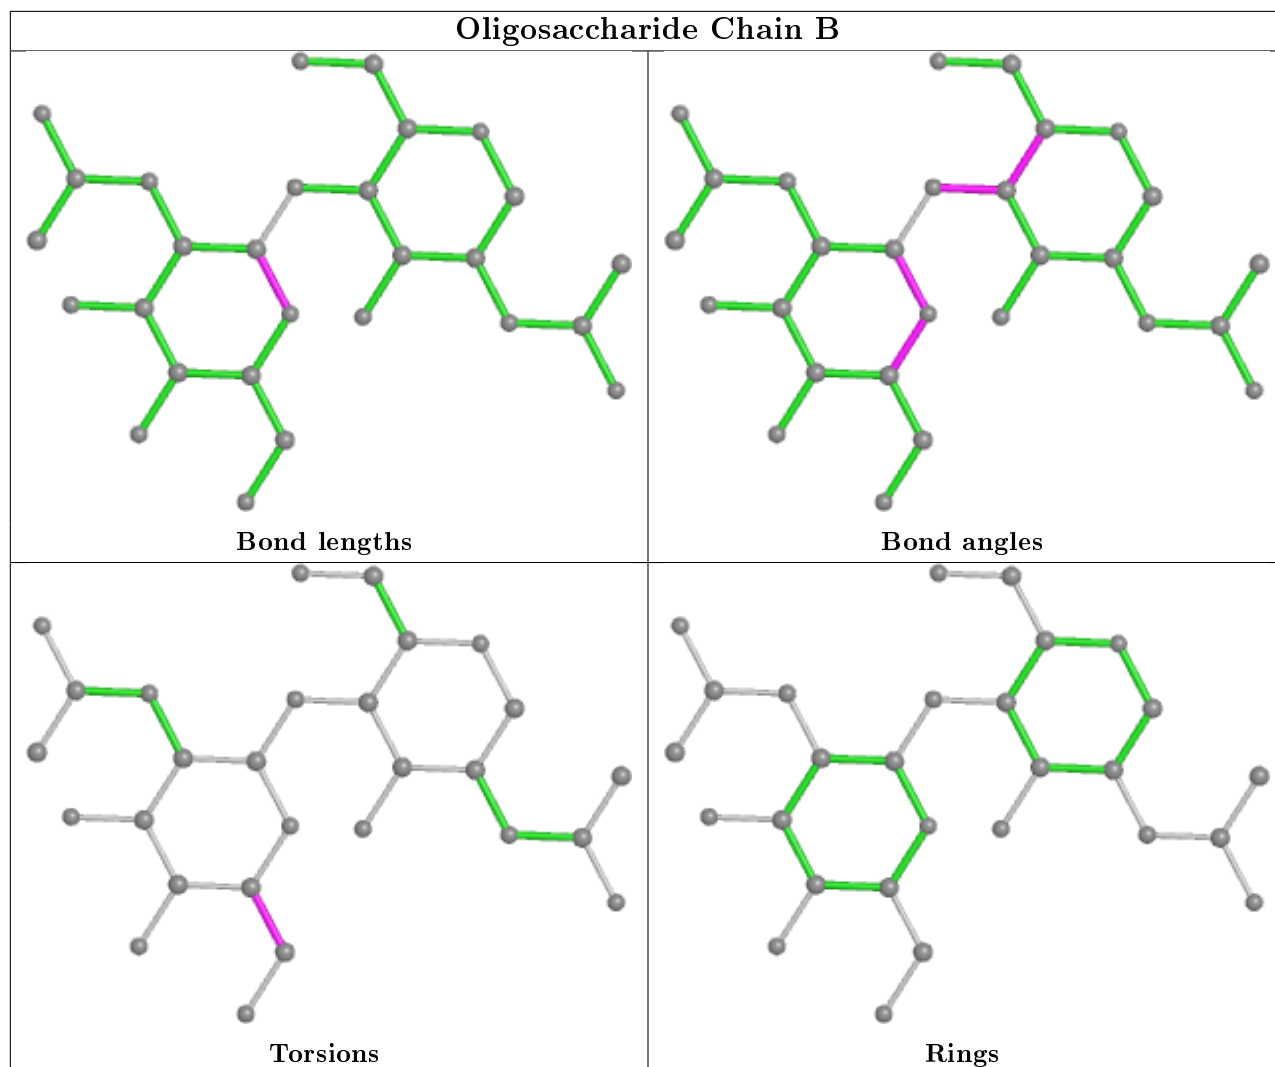 Oligosaccharide Chain B
Bond lengths
Bond angles
Torsions
Rings